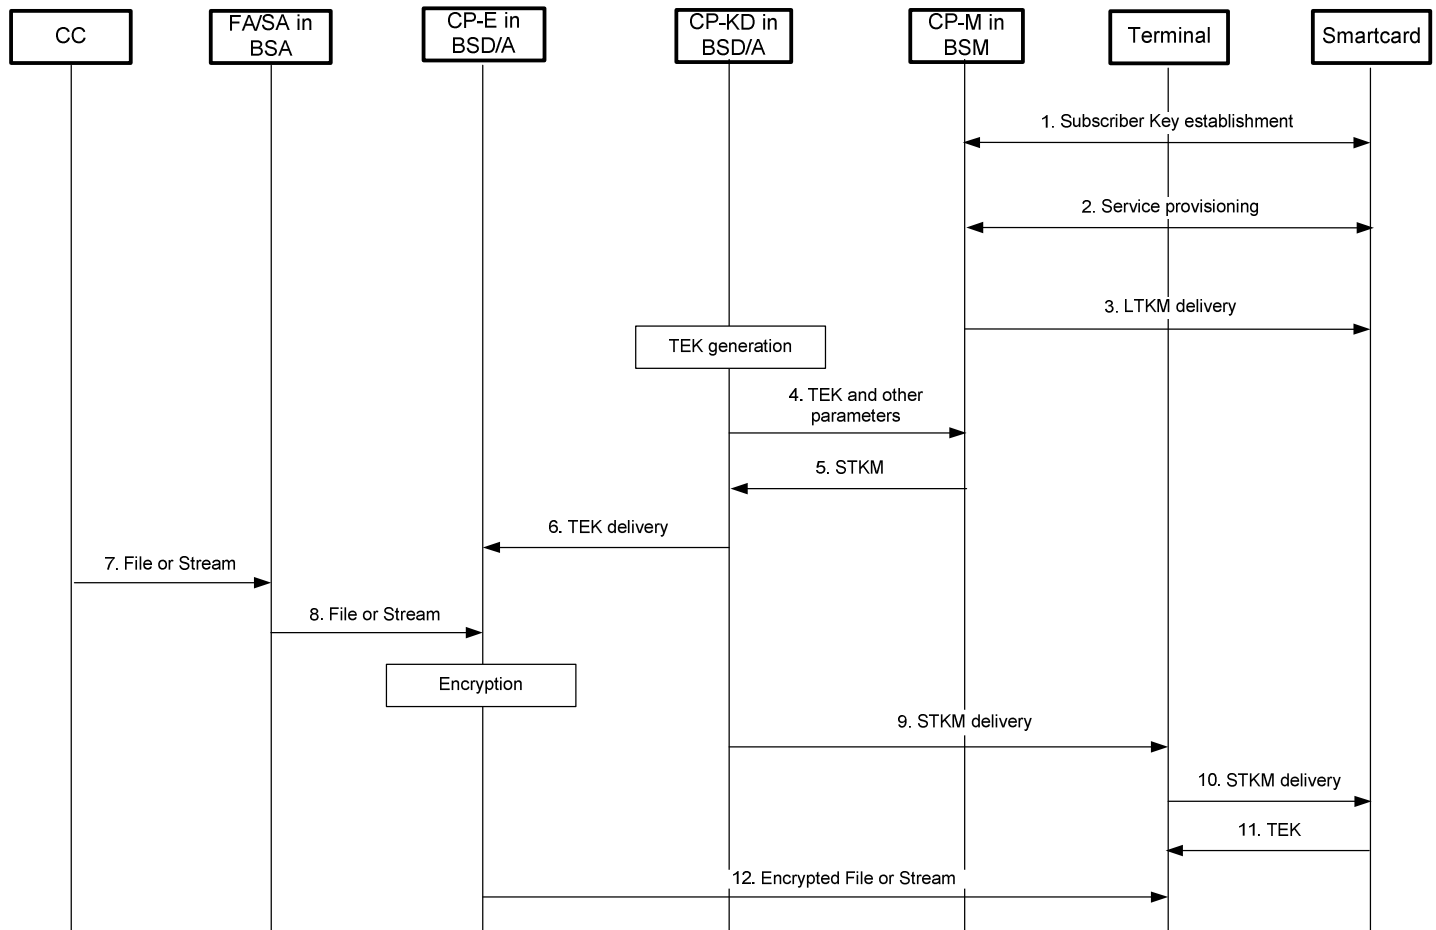 CC
FA/SA in
BSA
CP-E in
BSD/A
CP-KD in
BSD/A
CP-M in
BSM
Terminal
Smartcard
1. Subscriber Key establishment
2. Service provisioning
3. LTKM delivery
TEK generation
4. TEK and other
parameters
5. STKM
6. TEK delivery
7. File or Stream
8. File or Stream
Encryption
9. STKM delivery
10. STKM delivery
11. TEK
12. Encrypted File or Stream